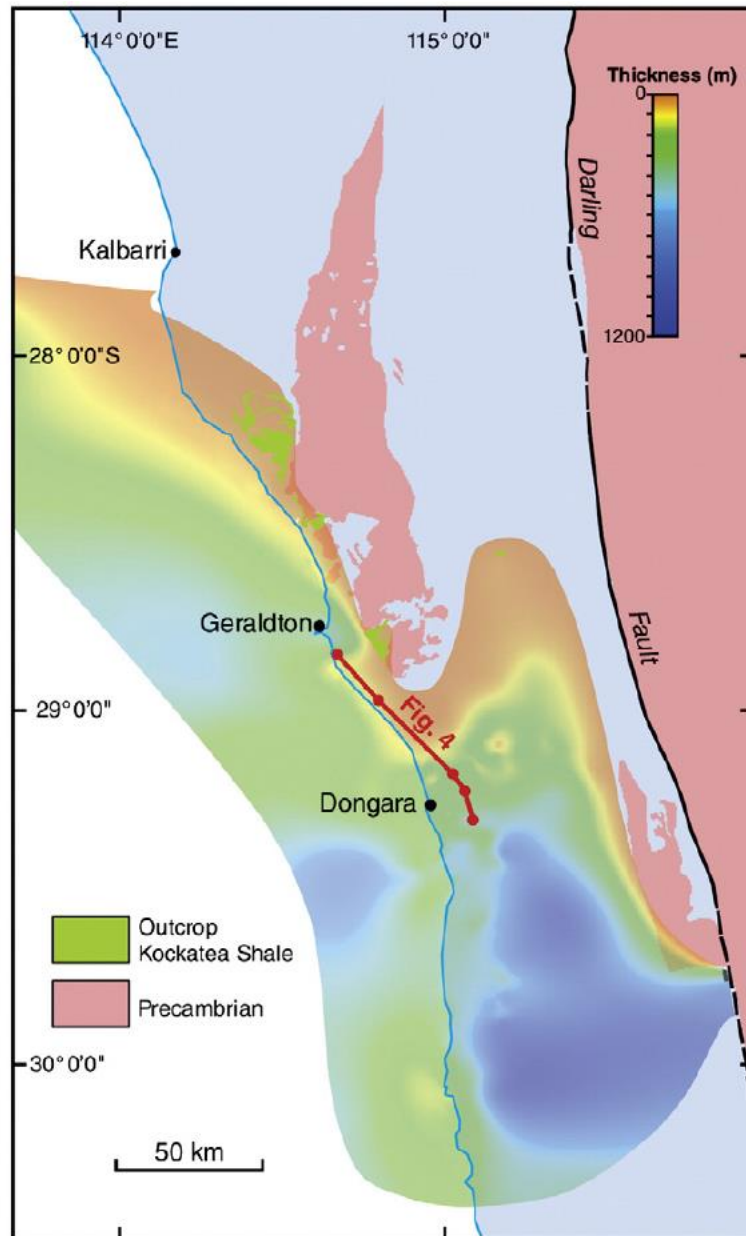 114°0'0"E
115°0'0"
Thickness (m)
0
1200
Darling
Kalbarri
28°0'0"S
Geraldton
Fault
29°0'0"
Fig. 4
Dongara
Outcrop
Kockatea Shale
Precambrian
30°0'0"
50 km